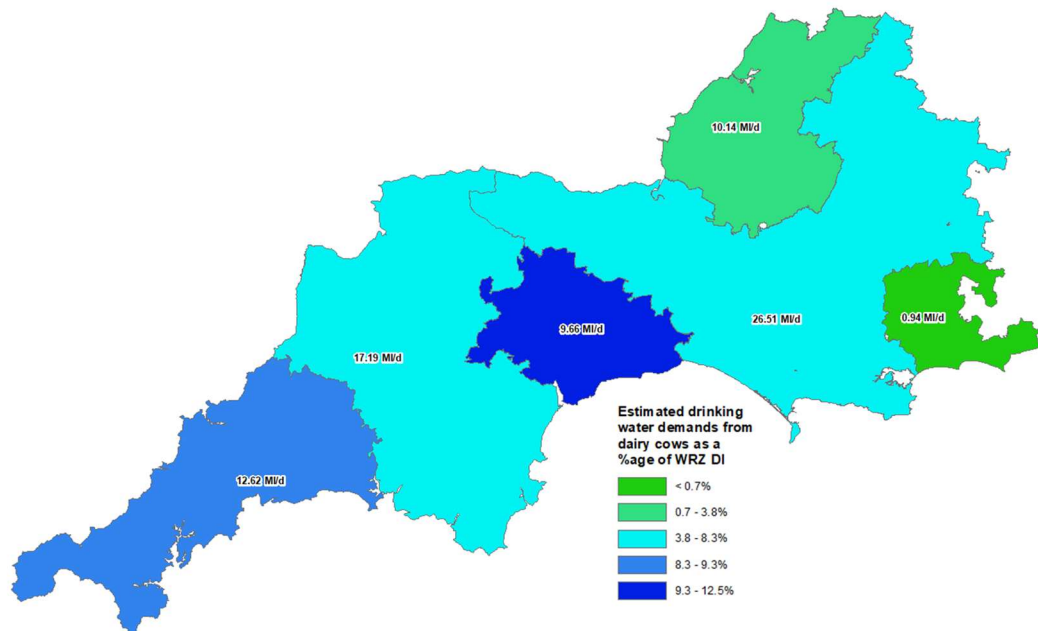 10.14 Ml/d
0.94 Ml/d
26.51 Ml/d
9.66 Ml/d
17.19 Ml/d
12.62 Ml/d
Estimated drinking
water demands from
dairy cows as a
%age of WRZ DI
< 0.7%
0.7 - 3.8%
3.8 - 8.3%
8.3 - 9.3%
9.3 - 12.5%